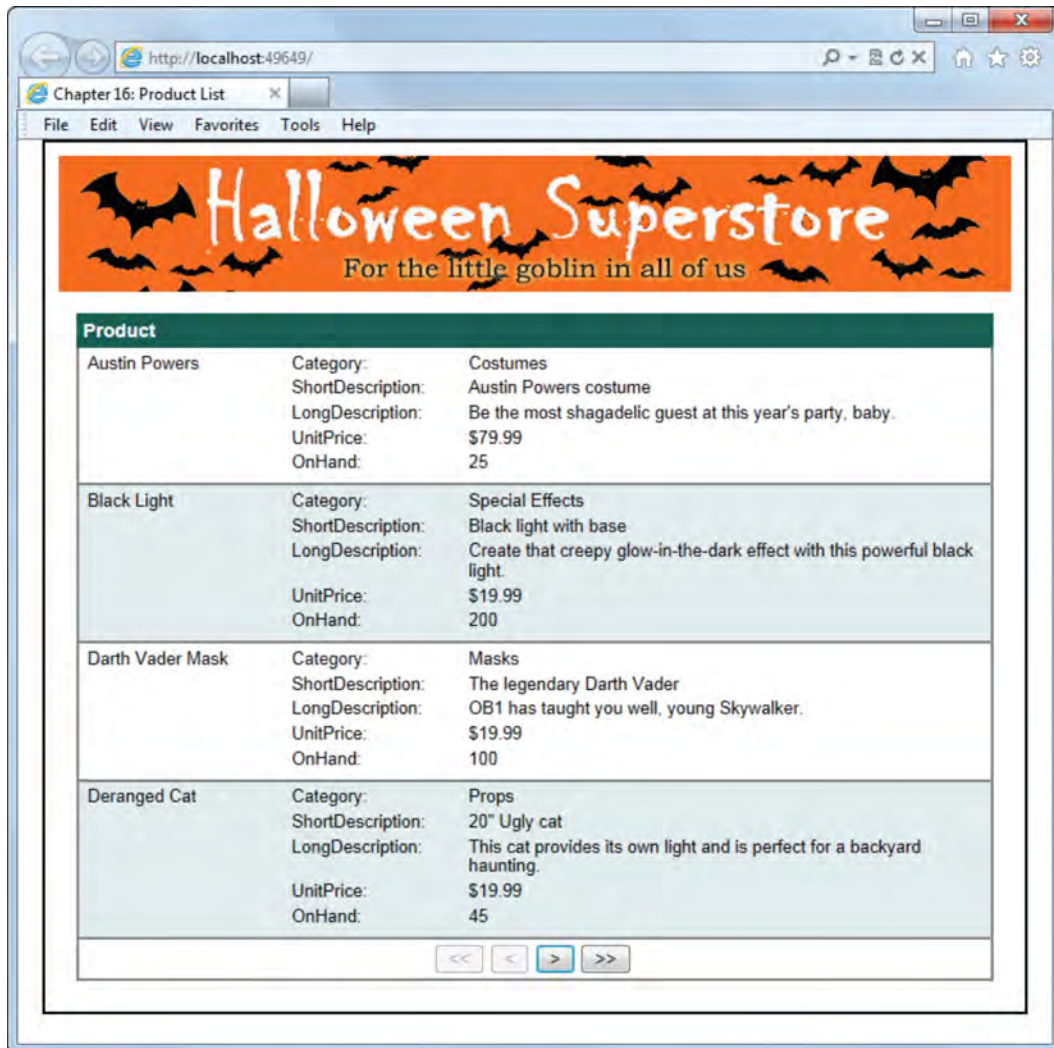 http://localhost:49649/
Chapter 16: Product List
File Edit View Favorites Tools Help
Halloween Superstore
For the little goblin in all of us
Product
Austin Powers Category: Costumes
ShortDescription: Austin Powers costume
LongDescription: Be the most shagadelic guest at this year's party, baby.
UnitPrice: $79.99
OnHand: 25
Black Light Category: Special Effects
ShortDescription: Black light with base
LongDescription: Create that creepy glow-in-the-dark effect with this powerful black
light.
UnitPrice: $19.99
OnHand: 200
Darth Vader Mask Category: Masks
ShortDescription: The legendary Darth Vader
LongDescription: OB1 has taught you well, young Skywalker.
UnitPrice: $19.99
OnHand: 100
Deranged Cat Category: Props
ShortDescription: 20" Ugly cat
LongDescription: This cat provides its own light and is perfect for a backyard
haunting.
UnitPrice: $19.99
OnHand: 45
<< < > >>